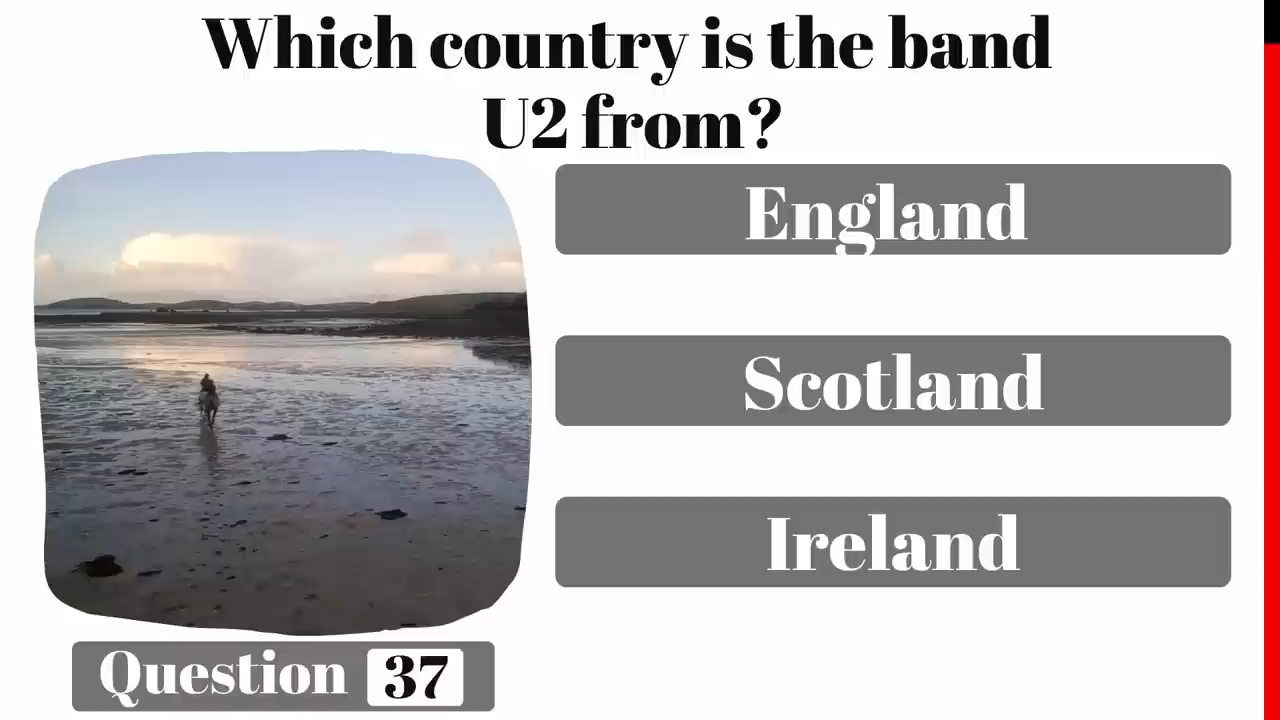 Which country is the band
U2 from?
England
Scotland
Ireland
Question 37